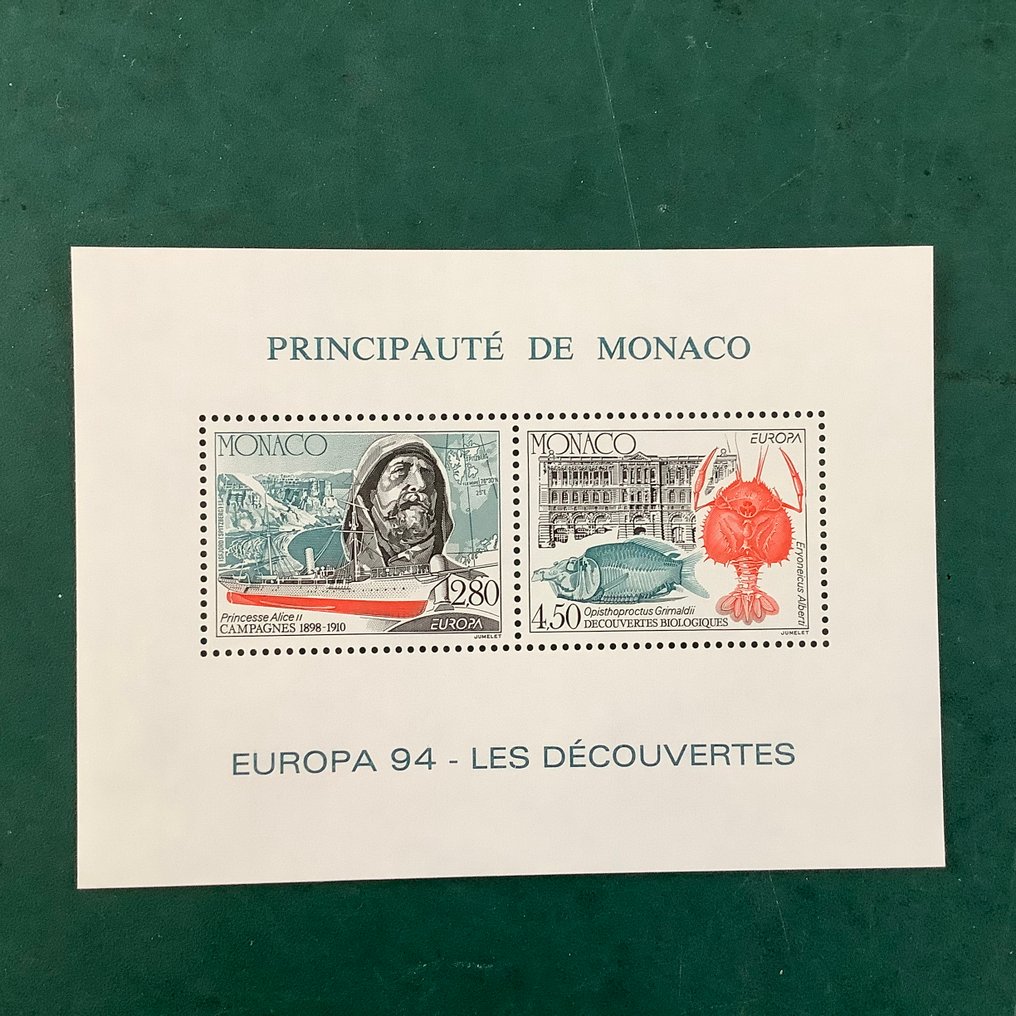 PRINCIPAUTÉ DE MONACO
MONACO
12,80
Princesse Alice II
CAMPAGNES 1898-1910
EUROPA
JUMELET
MONACO
EUROPA
Eryoneicus Alberti
4,50
Opisthoproctus Grimaldii
DECOUVERTES BIOLOGIQUES
JUMELET
EUROPA 94 - LES DÉCOUVERTES